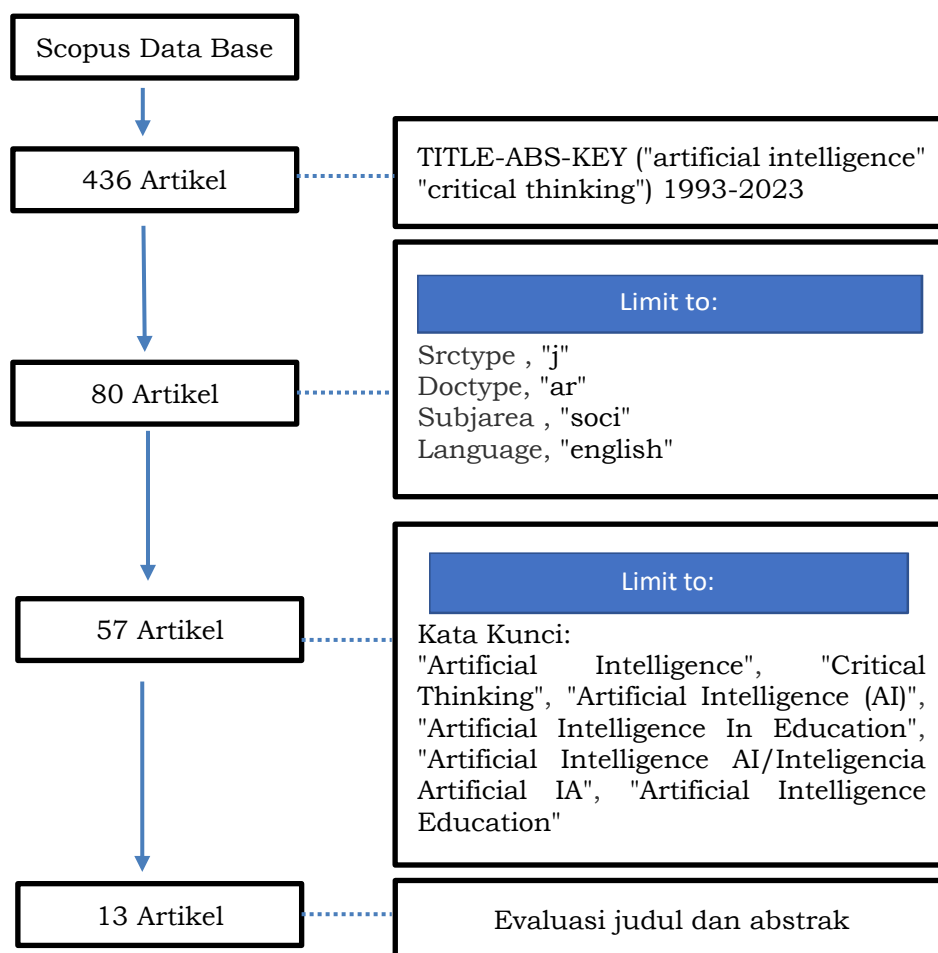 Scopus Data Base
436 Artikel
TITLE-ABS-KEY ("artificial intelligence"
"critical thinking") 1993-2023
Limit to:
80 Artikel
Srctype , "j"
Doctype, "ar"
Subjarea , "soci"
Language, "english"
Limit to:
57 Artikel
Kata Kunci:
"Artificial Intelligence", "Critical
Thinking", "Artificial Intelligence (AI)",
"Artificial Intelligence In Education",
"Artificial Intelligence AI/Inteligencia
Artificial IA", "Artificial Intelligence
Education"
13 Artikel
Evaluasi judul dan abstrak